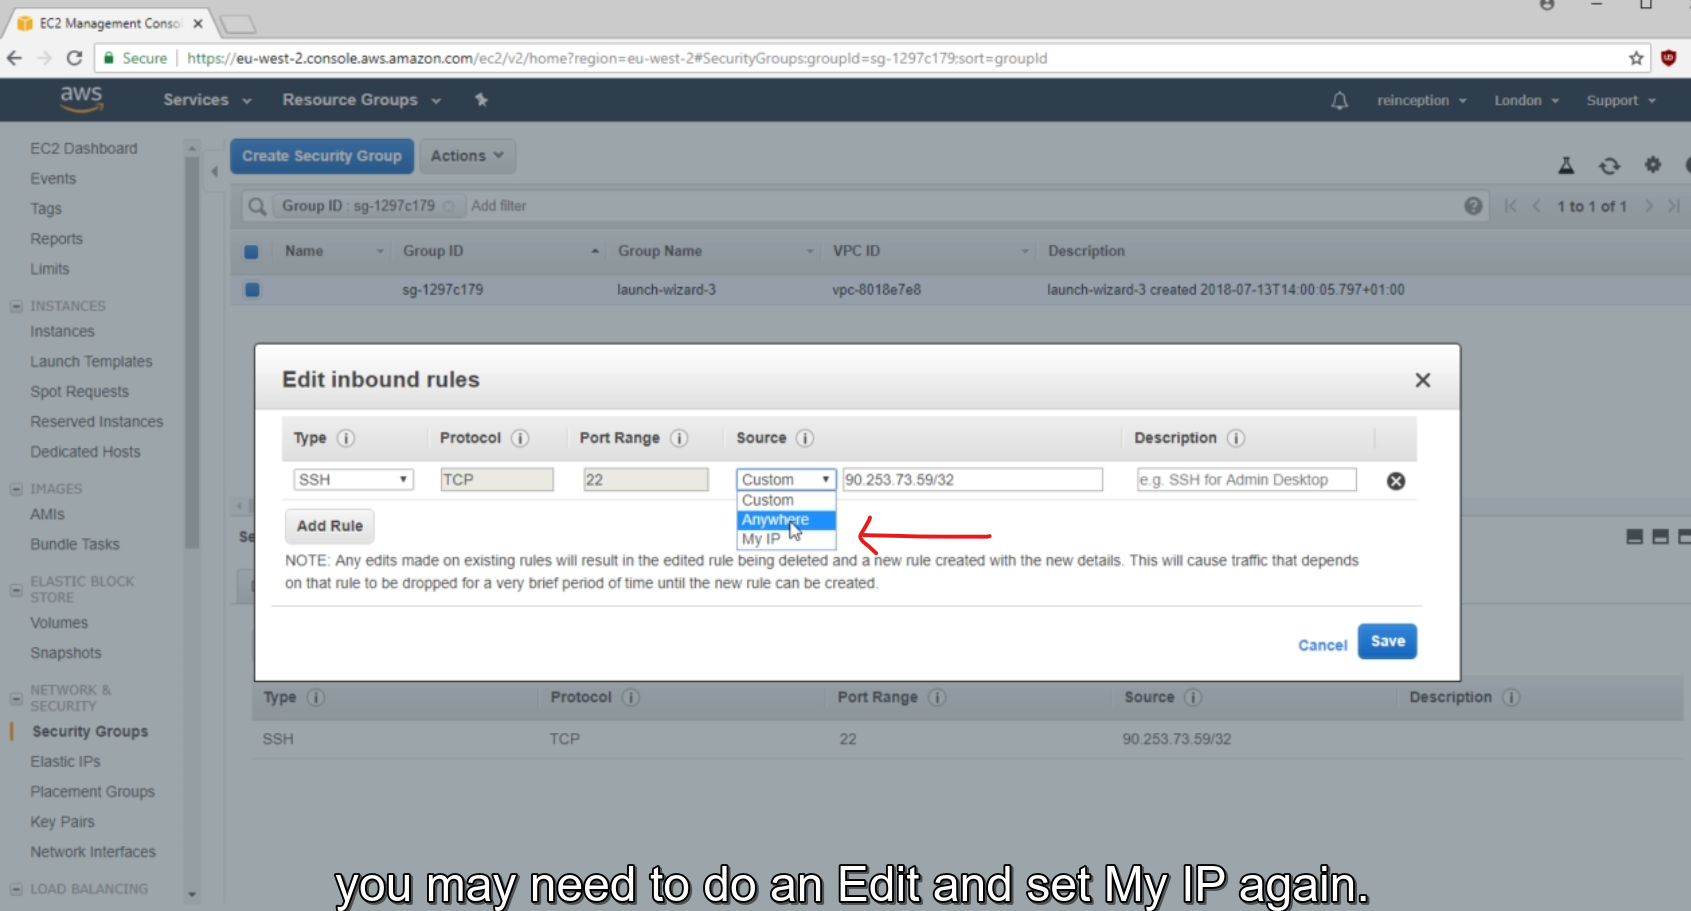 EC2 Management Conso
Secure https://eu-west-2.console.aws.amazon.com/ec2/v2/home?region=eu-west-2#SecurityGroups:groupId=sg-1297c179;sort=groupId
aws Services Resource Groups reinception London Support
EC2 Dashboard
Events
Tags
Reports
Limits
INSTANCES
Instances
Launch Templates
Spot Requests
Reserved Instances
Dedicated Hosts
IMAGES
AMIs
Bundle Tasks
ELASTIC BLOCK
STORE
Volumes
Snapshots
NETWORK &
SECURITY
Security Groups
Elastic IPs
Placement Groups
Key Pairs
Network Interfaces
LOAD BALANCING
Create Security Group Actions
Group ID : sg-1297c179 Add filter 1 to 1 of 1
Name Group ID Group Name VPC ID Description
sg-1297c179 launch-wizard-3 vpc-8018e7e8 launch-wizard-3 created 2018-07-13T14:00:05.797+01:00
Edit inbound rules
Type Protocol Port Range Source Description
SSH TCP 22 Custom 90.253.73.59/32 e.g. SSH for Admin Desktop
Custom
Anywhere
My IP
Add Rule
Se
NOTE: Any edits made on existing rules will result in the edited rule being deleted and a new rule created with the new details. This will cause traffic that depends
on that rule to be dropped for a very brief period of time until the new rule can be created.
Cancel Save
Type Protocol Port Range Source Description
SSH TCP 22 90.253.73.59/32
you may need to do an Edit and set My IP again.